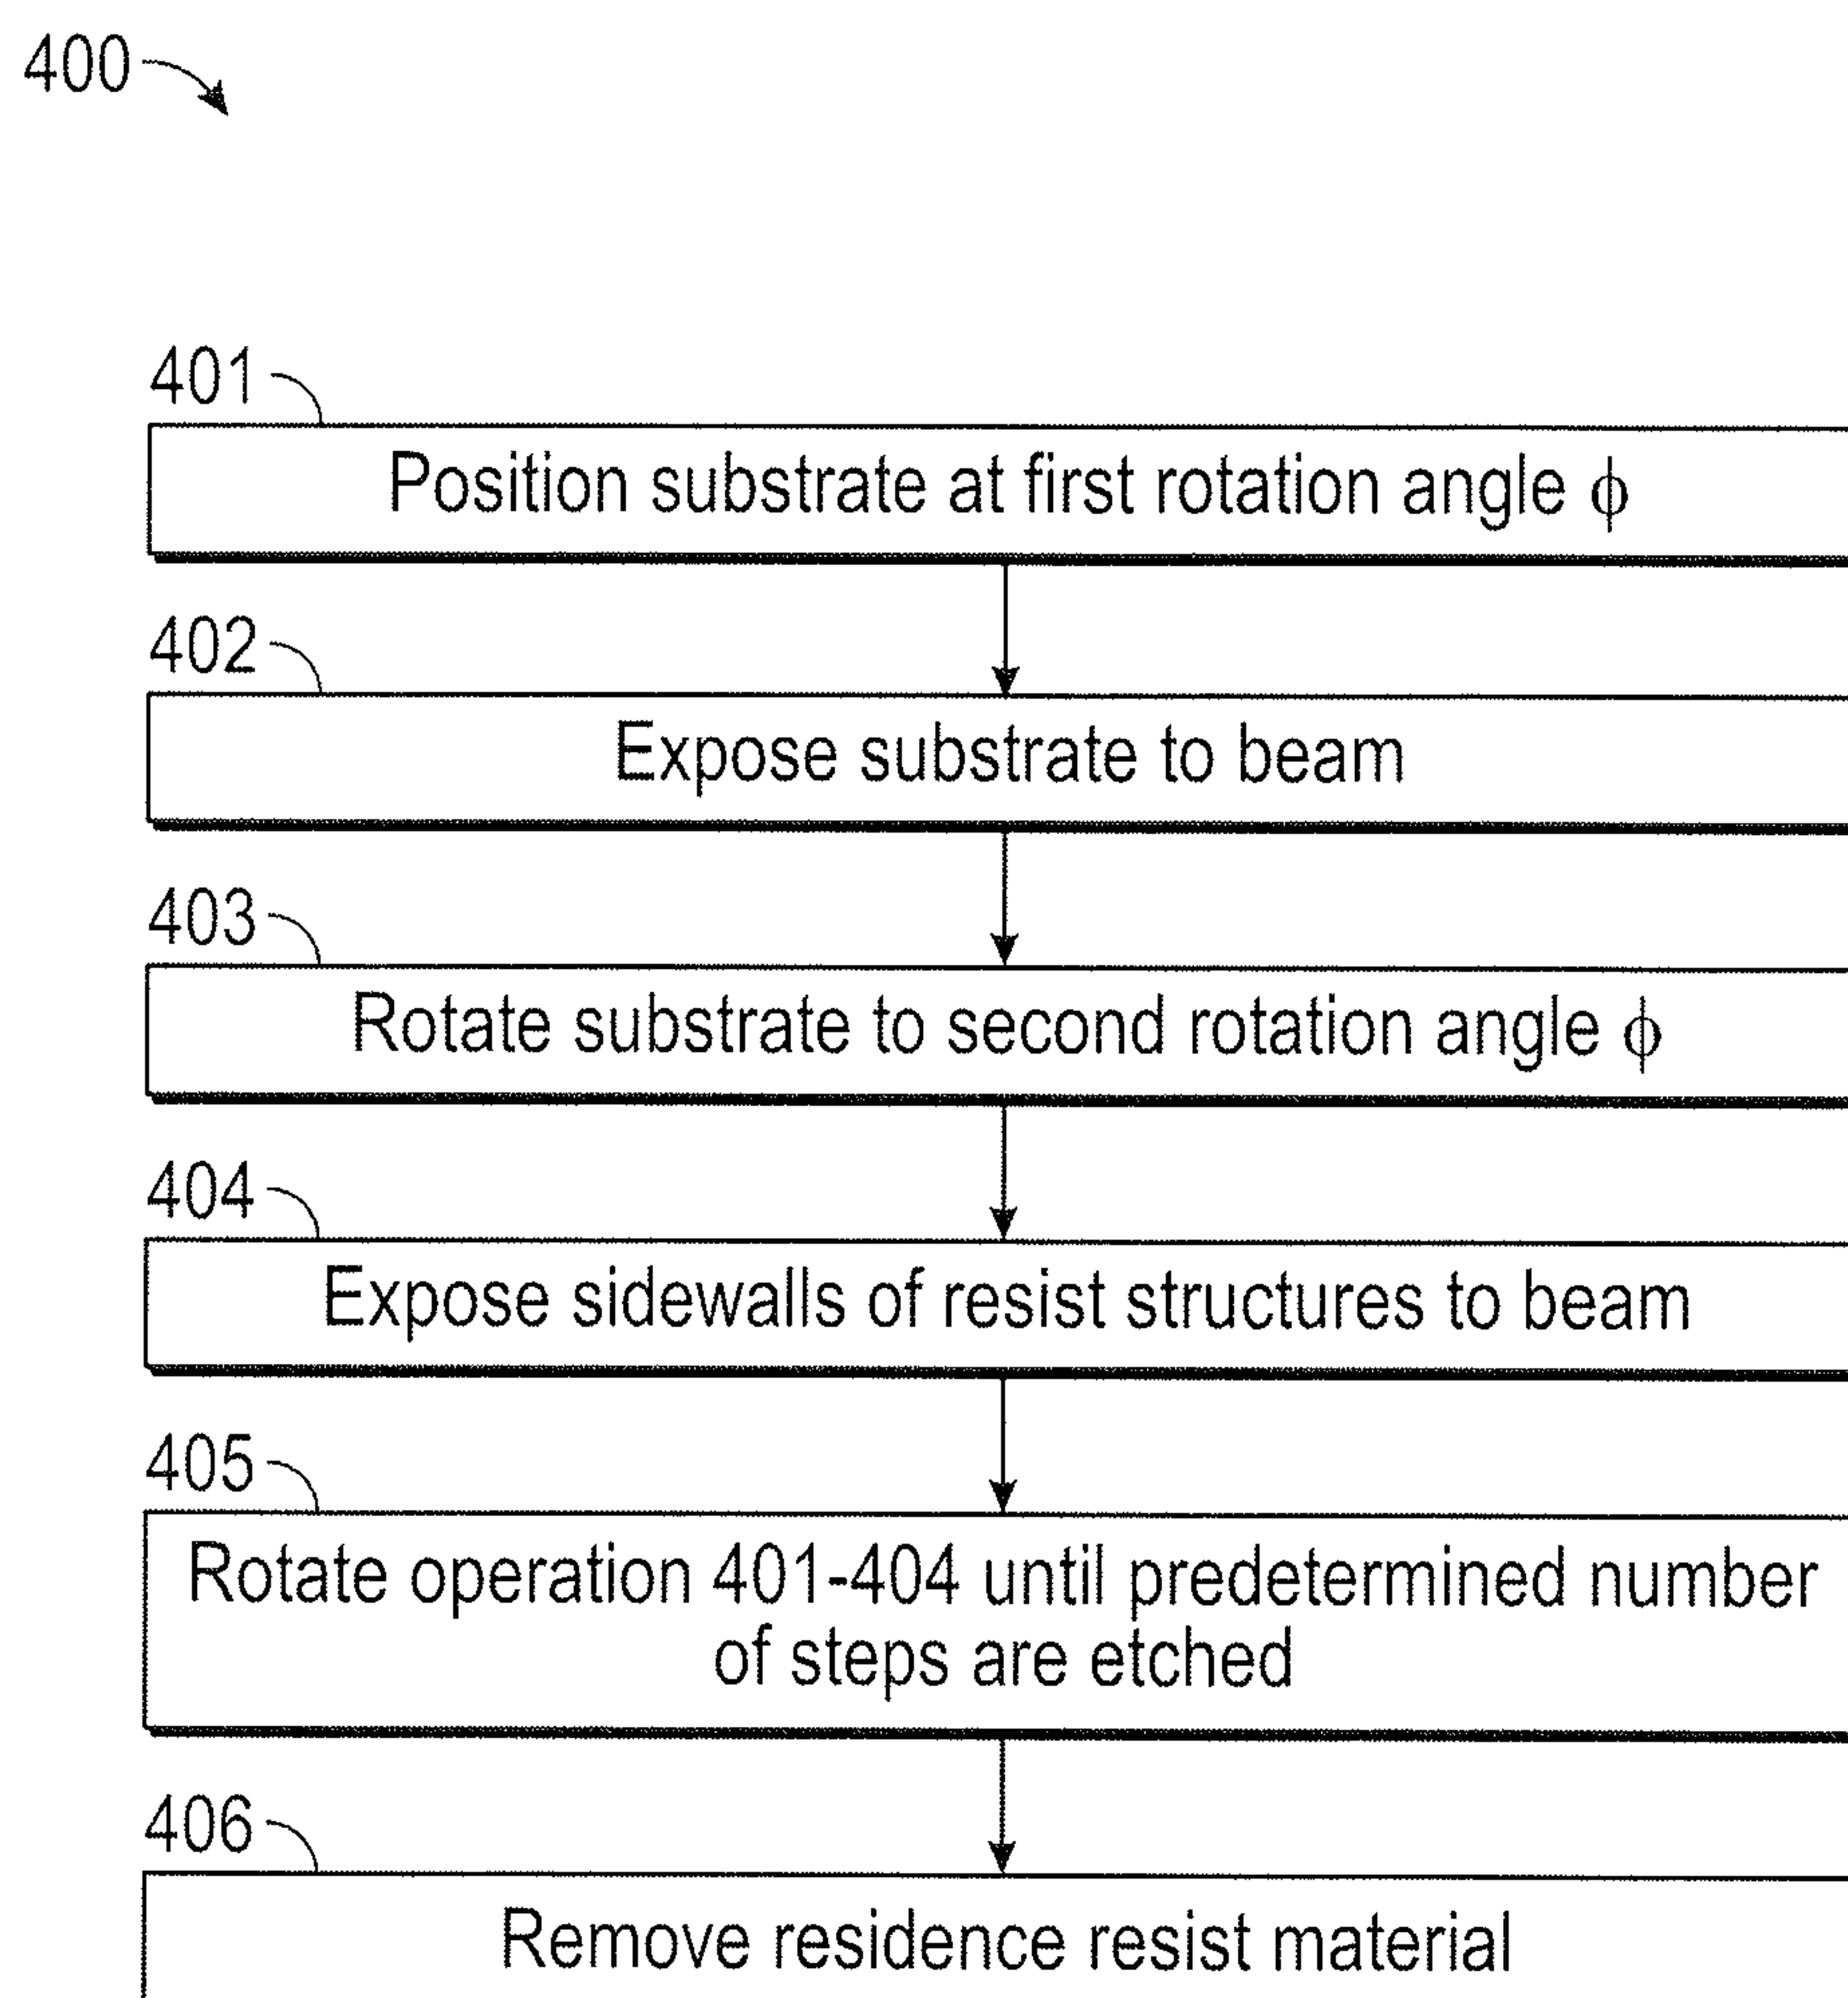 400
401
Position substrate at first rotation angle ϕ
402
Expose substrate to beam
403
Rotate substrate to second rotation angle ϕ
404
Expose sidewalls of resist structures to beam
405
Rotate operation 401-404 until predetermined number
of steps are etched
406
Remove residence resist material